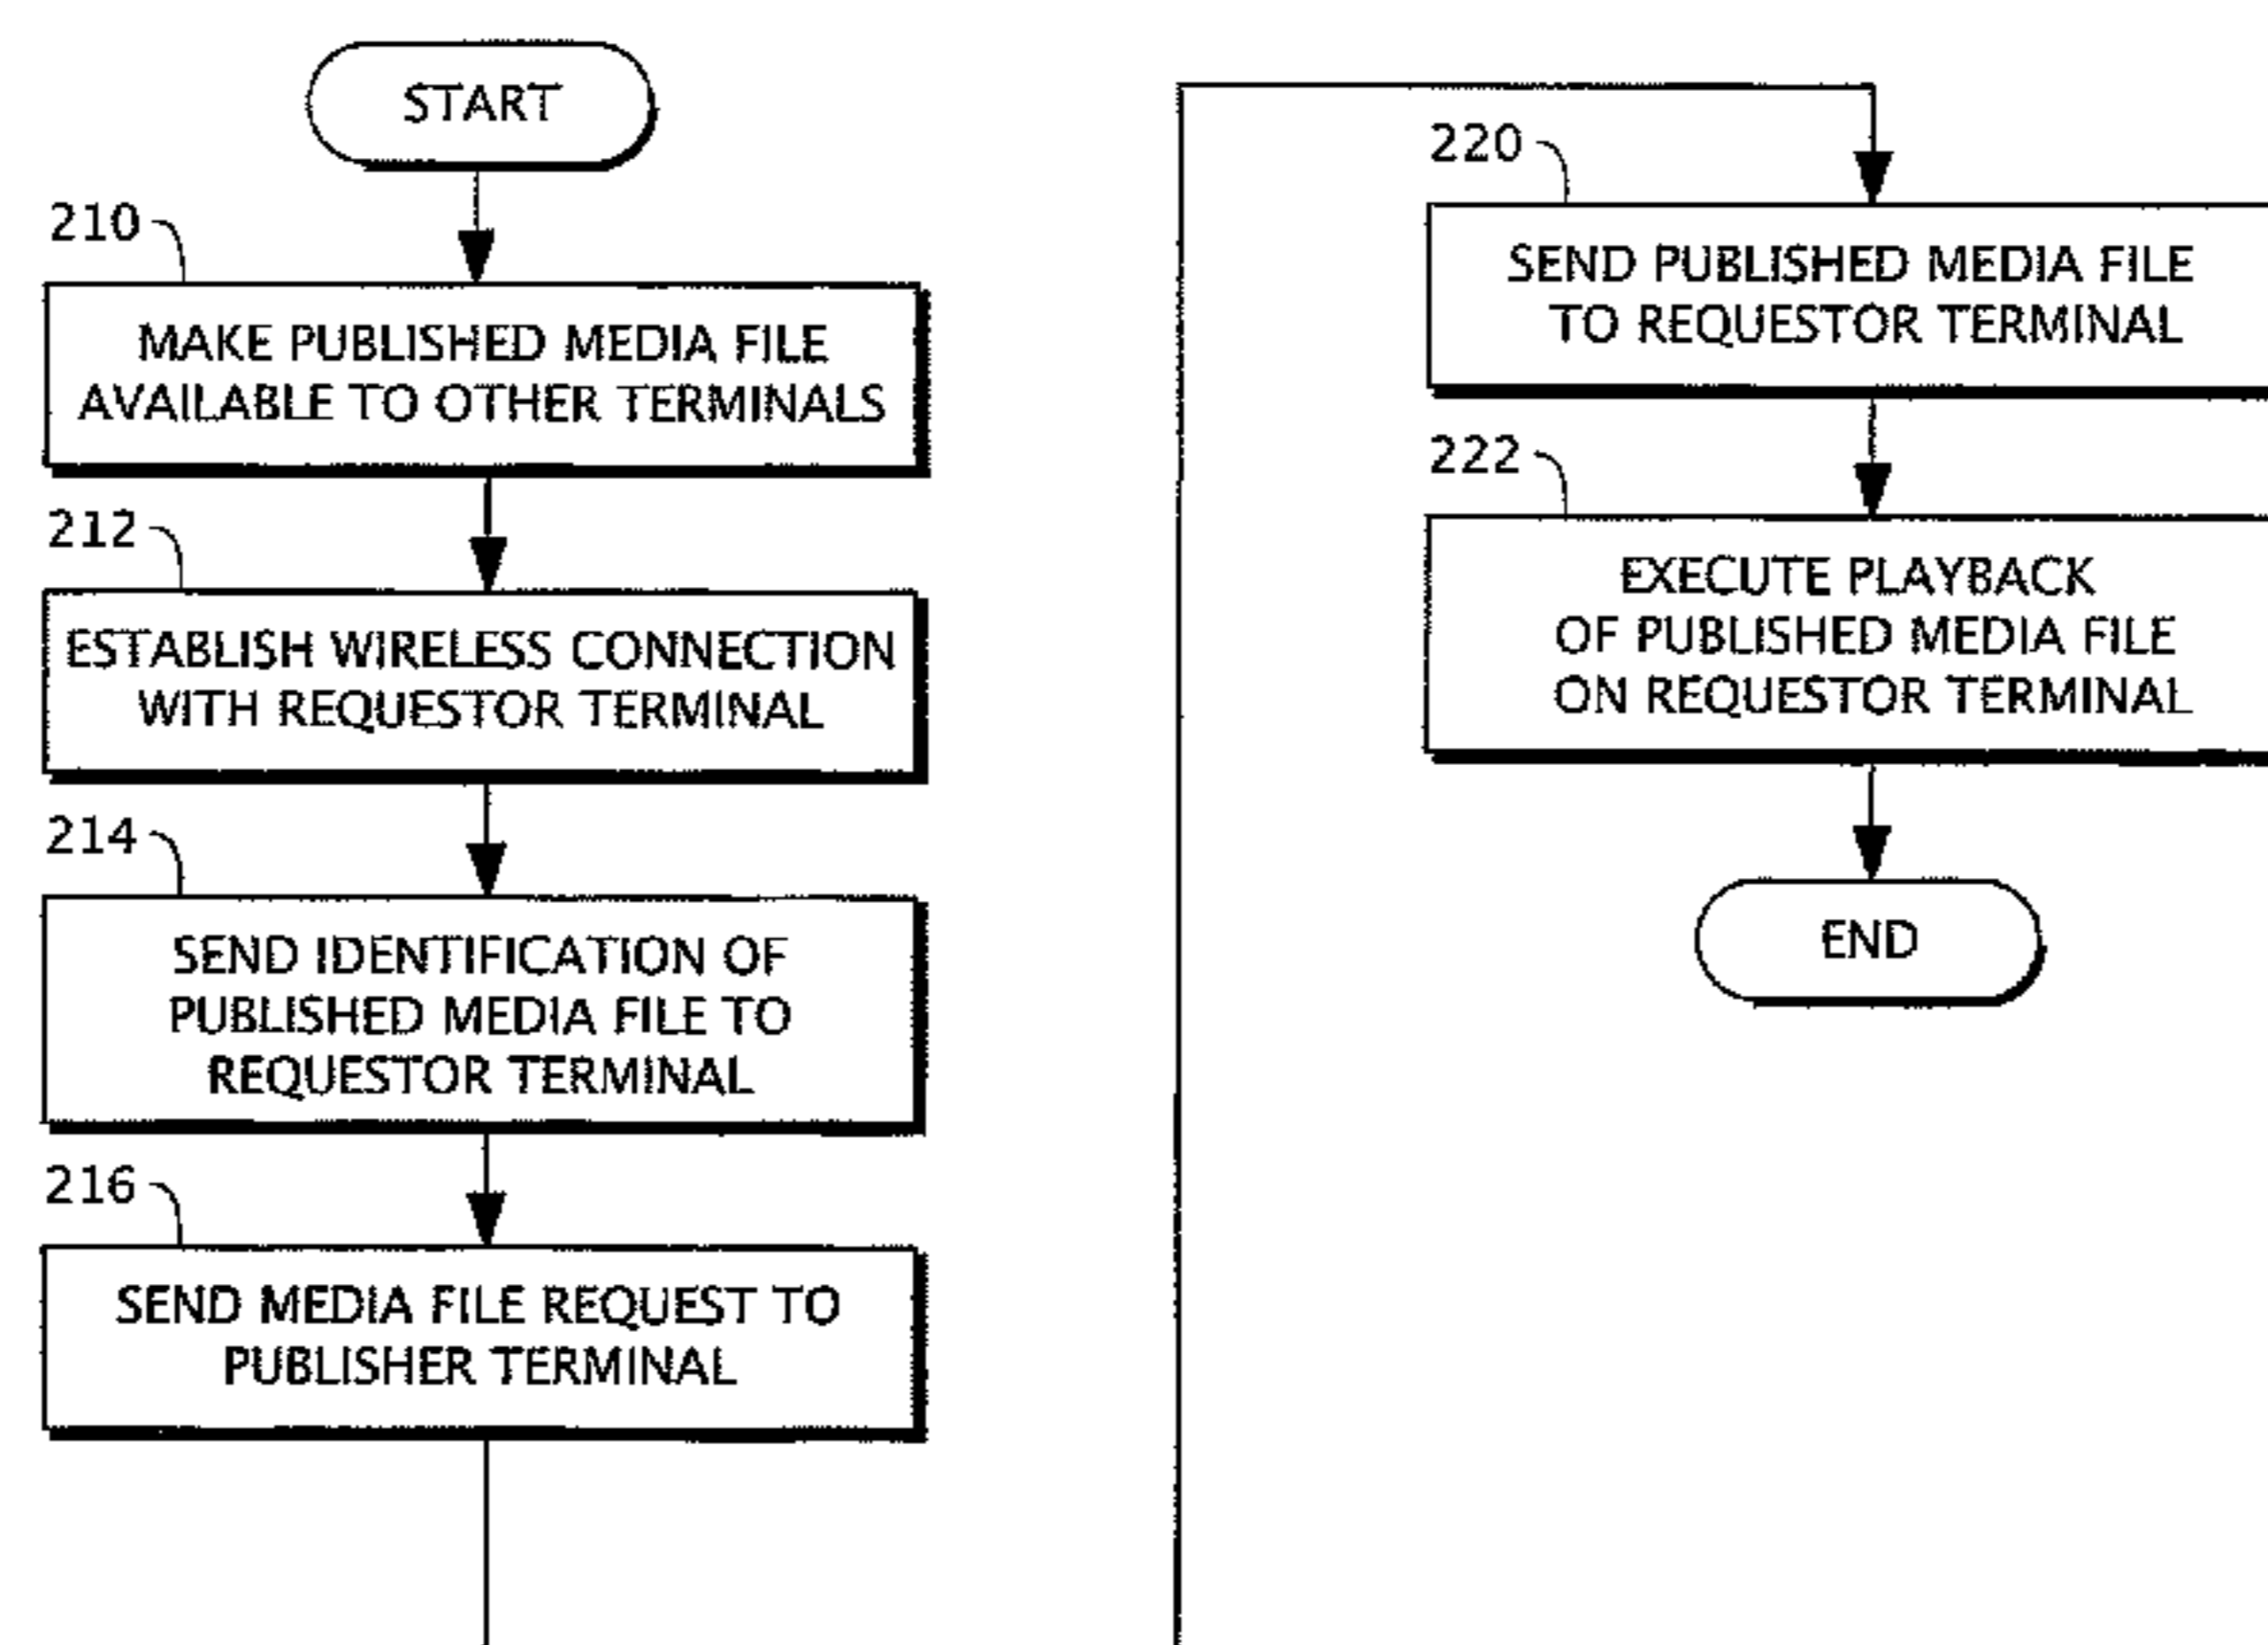 START
210
MAKE PUBLISHED MEDIA FILE
AVAILABLE TO OTHER TERMINALS
212
ESTABLISH WIRELESS CONNECTION
WITH REQUESTOR TERMINAL
214
SEND IDENTIFICATION OF
PUBLISHED MEDIA FILE TO
REQUESTOR TERMINAL
216
SEND MEDIA FILE REQUEST TO
PUBLISHER TERMINAL
220
SEND PUBLISHED MEDIA FILE
TO REQUESTOR TERMINAL
222
EXECUTE PLAYBACK
OF PUBLISHED MEDIA FILE
ON REQUESTOR TERMINAL
END